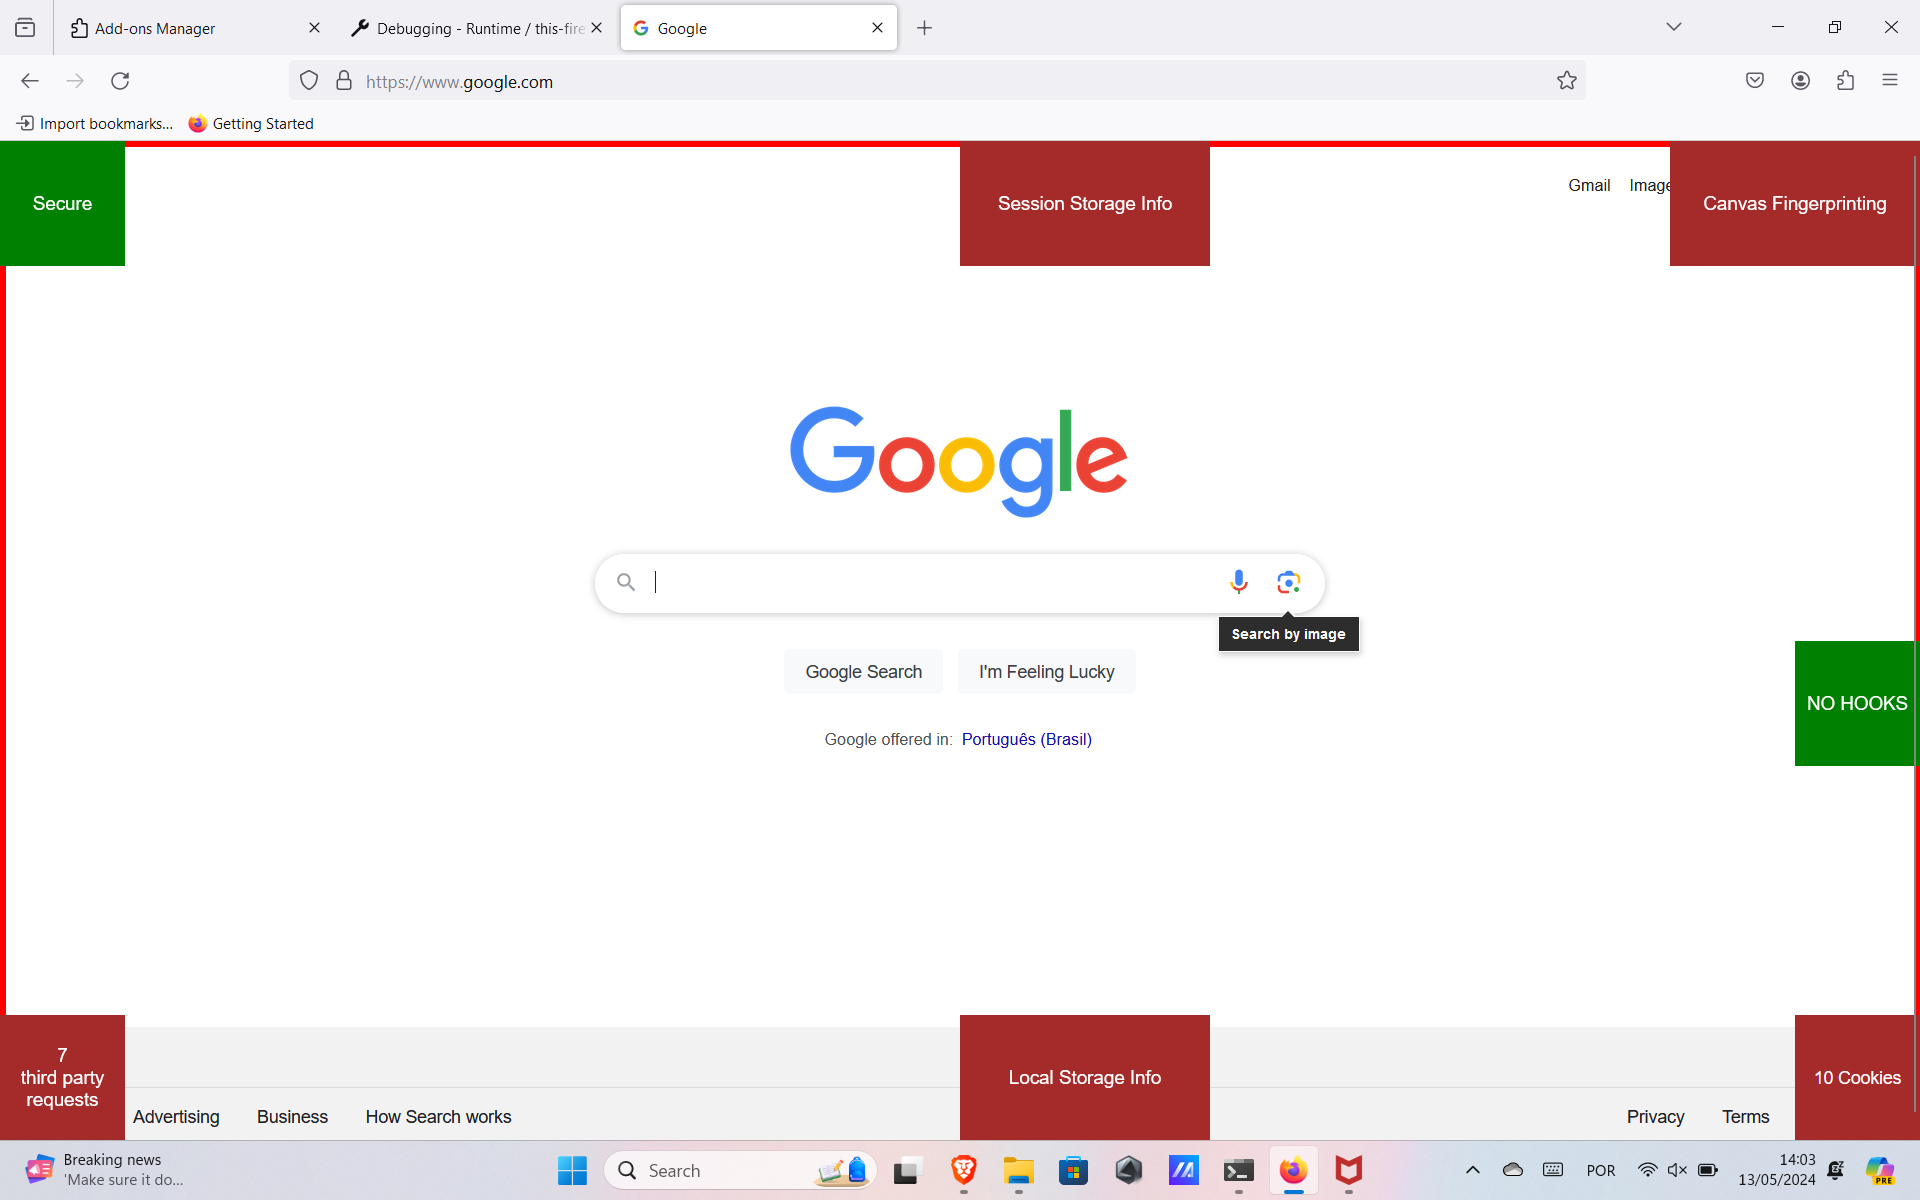 Add-ons Manager
Debugging - Runtime / this-fire
Google
https://www.google.com
Import bookmarks...
Getting Started
Secure
Session Storage Info
Gmail
Image
Canvas Fingerprinting
Google
Search by image
Google Search
I'm Feeling Lucky
NO HOOKS
Google offered in: Português (Brasil)
7
third party
requests
Local Storage Info
10 Cookies
Advertising
Business
How Search works
Privacy
Terms
Breaking news
'Make sure it do...
Search
POR
14:03
13/05/2024
PRE